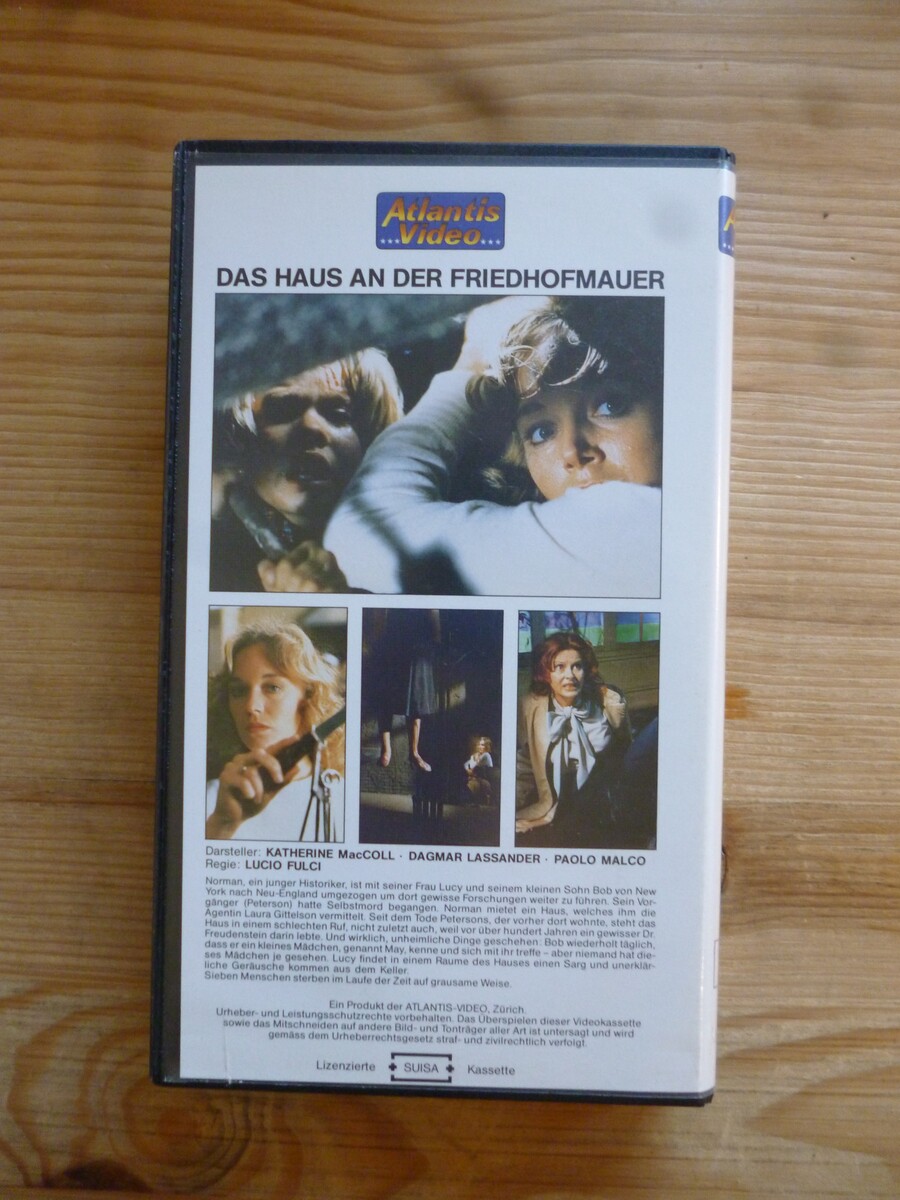 Atlantis
Video
DAS HAUS AN DER FRIEDHOFMAUER
Darsteller: KATHERINE MacCOLL · DAGMAR LASSANDER · PAOLO MALCO
Regie: LUCIO FULCI
Norman, ein junger Historiker, ist mit seiner Frau Lucy und seinem kleinen Sohn Bob von New
York nach Neu-England umgezogen um dort gewisse Forschungen weiter zu führen. Sein Vor-
gänger (Peterson) hatte Selbstmord begangen. Norman mietet ein Haus, welches ihm die
Agentin Laura Gittelson vermittelt. Seit dem Tode Petersons, der vorher dort wohnte, steht das
Haus in einem schlechten Ruf, nicht zuletzt auch, weil vor über hundert Jahren ein gewisser Dr.
Freudenstein darin lebte. Und wirklich, unheimliche Dinge geschehen: Bob wiederholt täglich,
dass er ein kleines Mädchen, genannt May, kenne und sich mit ihr treffe – aber niemand hat die-
ses Mädchen je gesehen. Lucy findet in einem Raume des Hauses einen Sarg und unerklär-
liche Geräusche kommen aus dem Keller.
Sieben Menschen sterben im Laufe der Zeit auf grausame Weise.
Ein Produkt der ATLANTIS-VIDEO, Zürich.
Urheber- und Leistungsschutzrechte vorbehalten. Das Überspielen dieser Videokassette
sowie das Mitschneiden auf andere Bild- und Tonträger aller Art ist untersagt und wird
gemäss dem Urheberrechtsgesetz straf- und zivilrechtlich verfolgt.
Lizenzierte SUISA Kassette